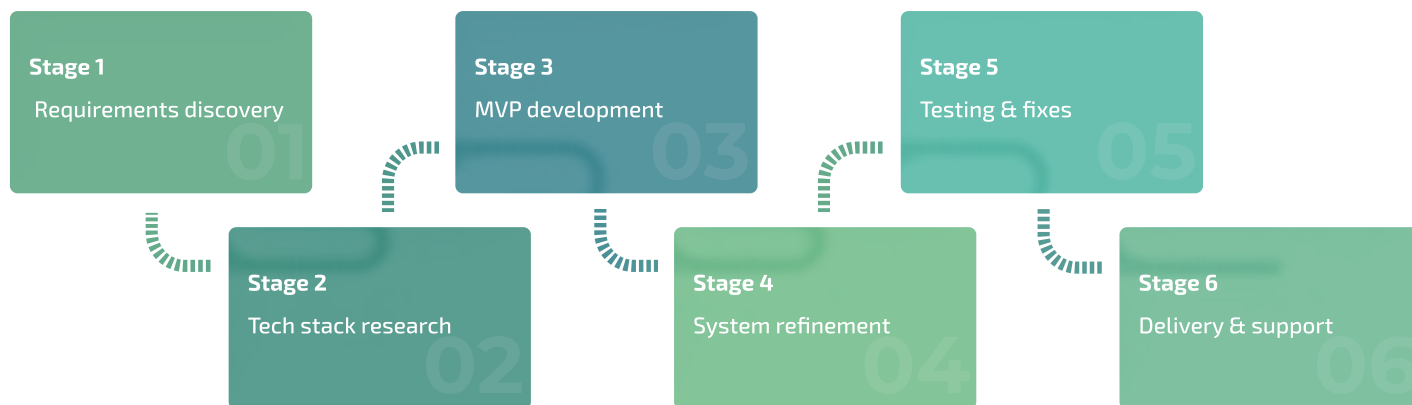 Stage 1
Requirements discovery
01
Stage 2
Tech stack research
02
Stage 3
MVP development
03
Stage 4
System refinement
04
Stage 5
Testing & fixes
05
Stage 6
Delivery & support
06